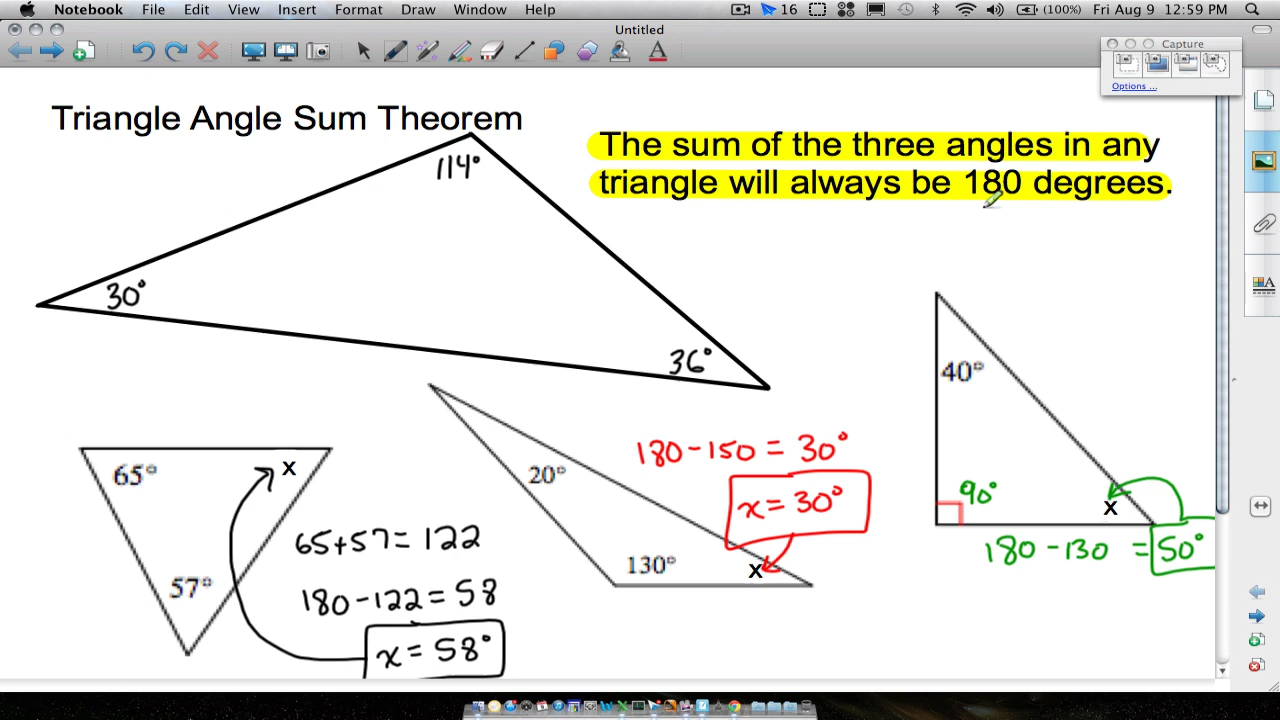 Notebook File Edit View Insert Format Draw Window Help 16 (100%) Fri Aug 9 12:59 PM
Untitled
Capture
Options ...
Triangle Angle Sum Theorem
The sum of the three angles in any
triangle will always be 180 degrees.
114°
30°
36°
65°
x
57°
65+57=122
180-122=58
x=58°
20°
130°
x
180-150=30°
x=30°
40°
90°
x
180-130 =50°